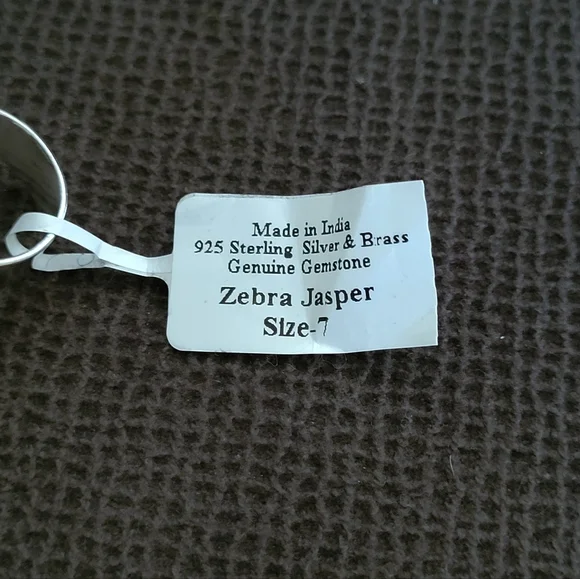 Made in India
925 Sterling Silver & Brass
Genuine Gemstone
Zebra Jasper
Size-7